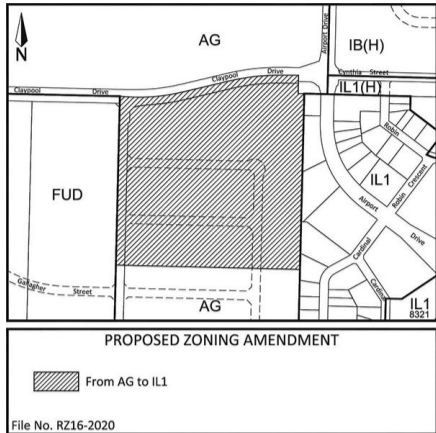 N
AG
Airport Drive
IB(H)
Claypool Drive
Cynthia Street
Claypool Drive
IL1(H)
Robin
Crescent
Robin
IL1
FUD
Airport
Drive
Cardinal
Cardinal
Gallagher Street
AG
IL1
8321
PROPOSED ZONING AMENDMENT
From AG to IL1
File No. RZ16-2020